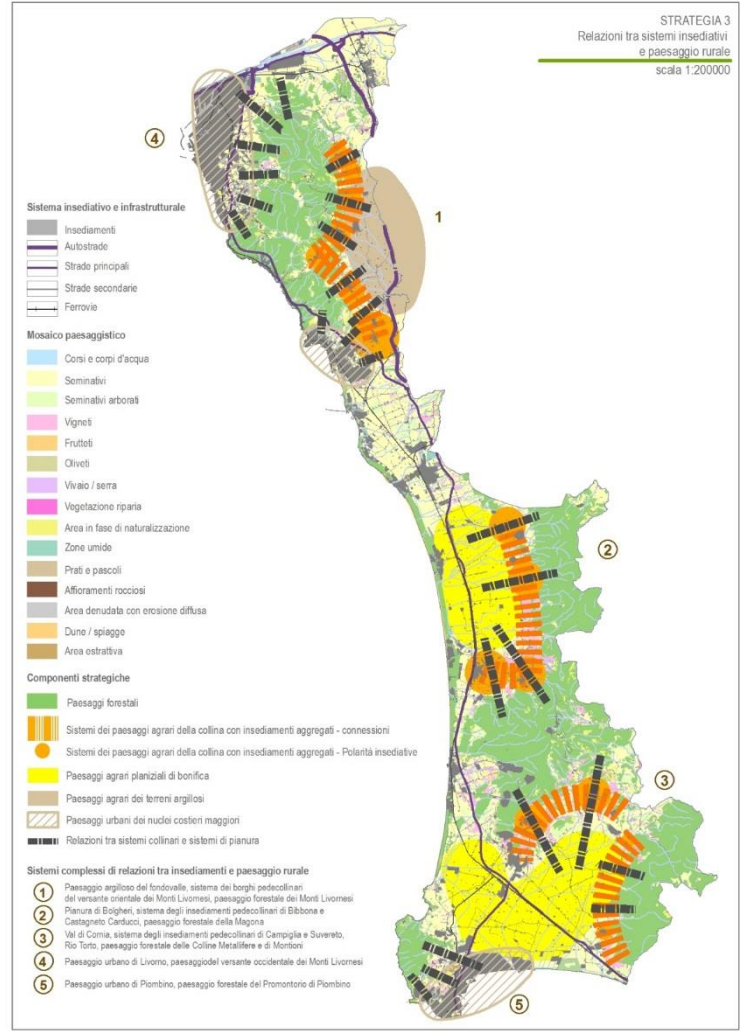 STRATEGIA 3
Relazioni tra sistemi insediativi
e paesaggio rurale
scala 1:200000
4
1
Sistema insediativo e infrastrutturale
Insediamenti
Autostrade
Strade principali
Strade secondarie
Ferrovie
Mosaico paesaggistico
Corsi e corpi d'acqua
Seminativi
Seminativi arborati
Vigneti
Frutteti
Oliveti
Vivaio / serra
Vegetazione riparia
Area in fase di naturalizzazione
Zone umide
Prati e pascoli
Affioramenti rocciosi
Area denudata con erosione diffusa
Dune / spiagge
Area estrattiva
2
Componenti strategiche
Paesaggi forestali
Sistemi dei paesaggi agrari della collina con insediamenti aggregati - connessioni
Sistemi dei paesaggi agrari della collina con insediamenti aggregati - Polarità insediative
Paesaggi agrari planiziali di bonifica
Paesaggi agrari dei terreni argillosi
Paesaggi urbani dei nuclei costieri maggiori
Relazioni tra sistemi collinari e sistemi di pianura
3
Sistemi complessi di relazioni tra insediamenti e paesaggio rurale
1 Paesaggio argilloso del fondovalle, sistema dei borghi pedecollinari
del versante orientale dei Monti Livornesi, paesaggio forestale dei Monti Livornesi
2 Pianura di Bolgheri, sistema degli insediamenti pedecollinari di Bibbona e
Castagneto Carducci, paesaggio forestale della Magona
3 Val di Cornia, sistema degli insediamenti pedecollinari di Campiglia e Suvereto,
Rio Torto, paesaggio forestale delle Colline Metallifere e di Montioni
4 Paesaggio urbano di Livorno, paesaggiodel versante occidentale dei Monti Livornesi
5 Paesaggio urbano di Piombino, paesaggio forestale del Promontorio di Piombino
5